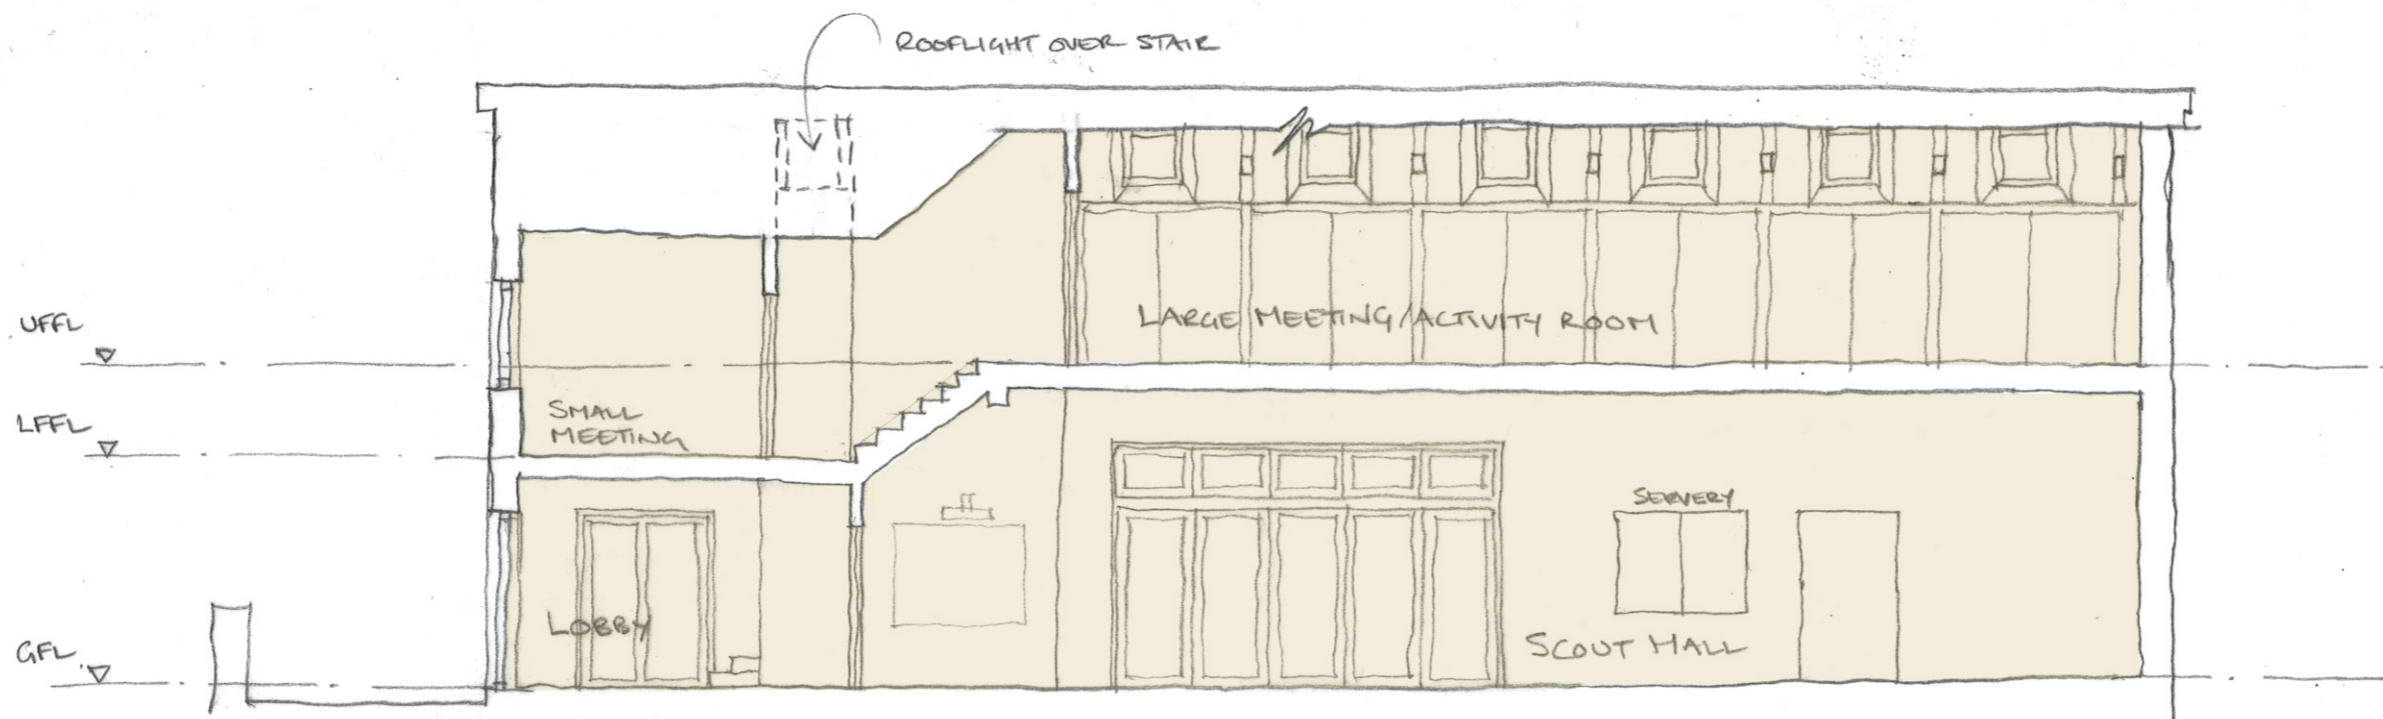 ROOFLIGHT OVER STAIR
UFFL
LARGE MEETING/ACTIVITY ROOM
LFFL
SMALL
MEETING
SERVERY
LOBBY
SCOUT HALL
GFL